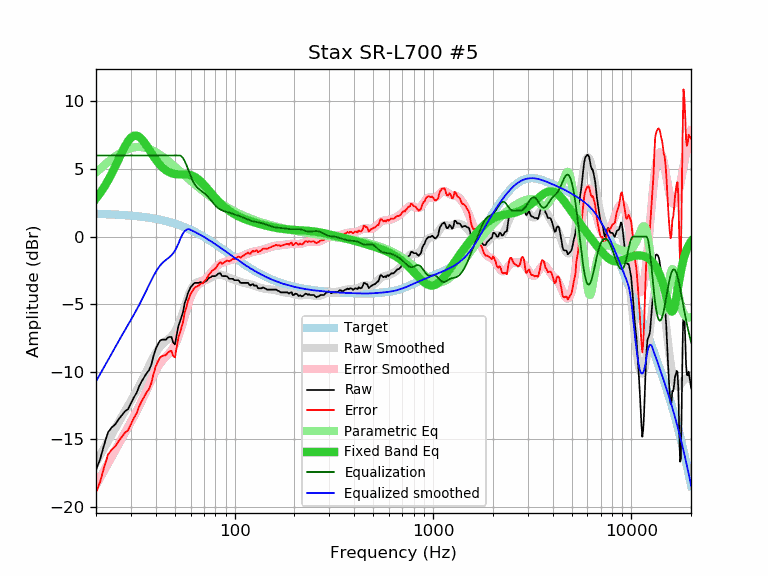 Stax SR-L700 #5
Amplitude (dBr)
10
5
0
−5
−10
−15
−20
Target
Raw Smoothed
Error Smoothed
Raw
Error
Parametric Eq
Fixed Band Eq
Equalization
Equalized smoothed
100
1000
10000
Frequency (Hz)